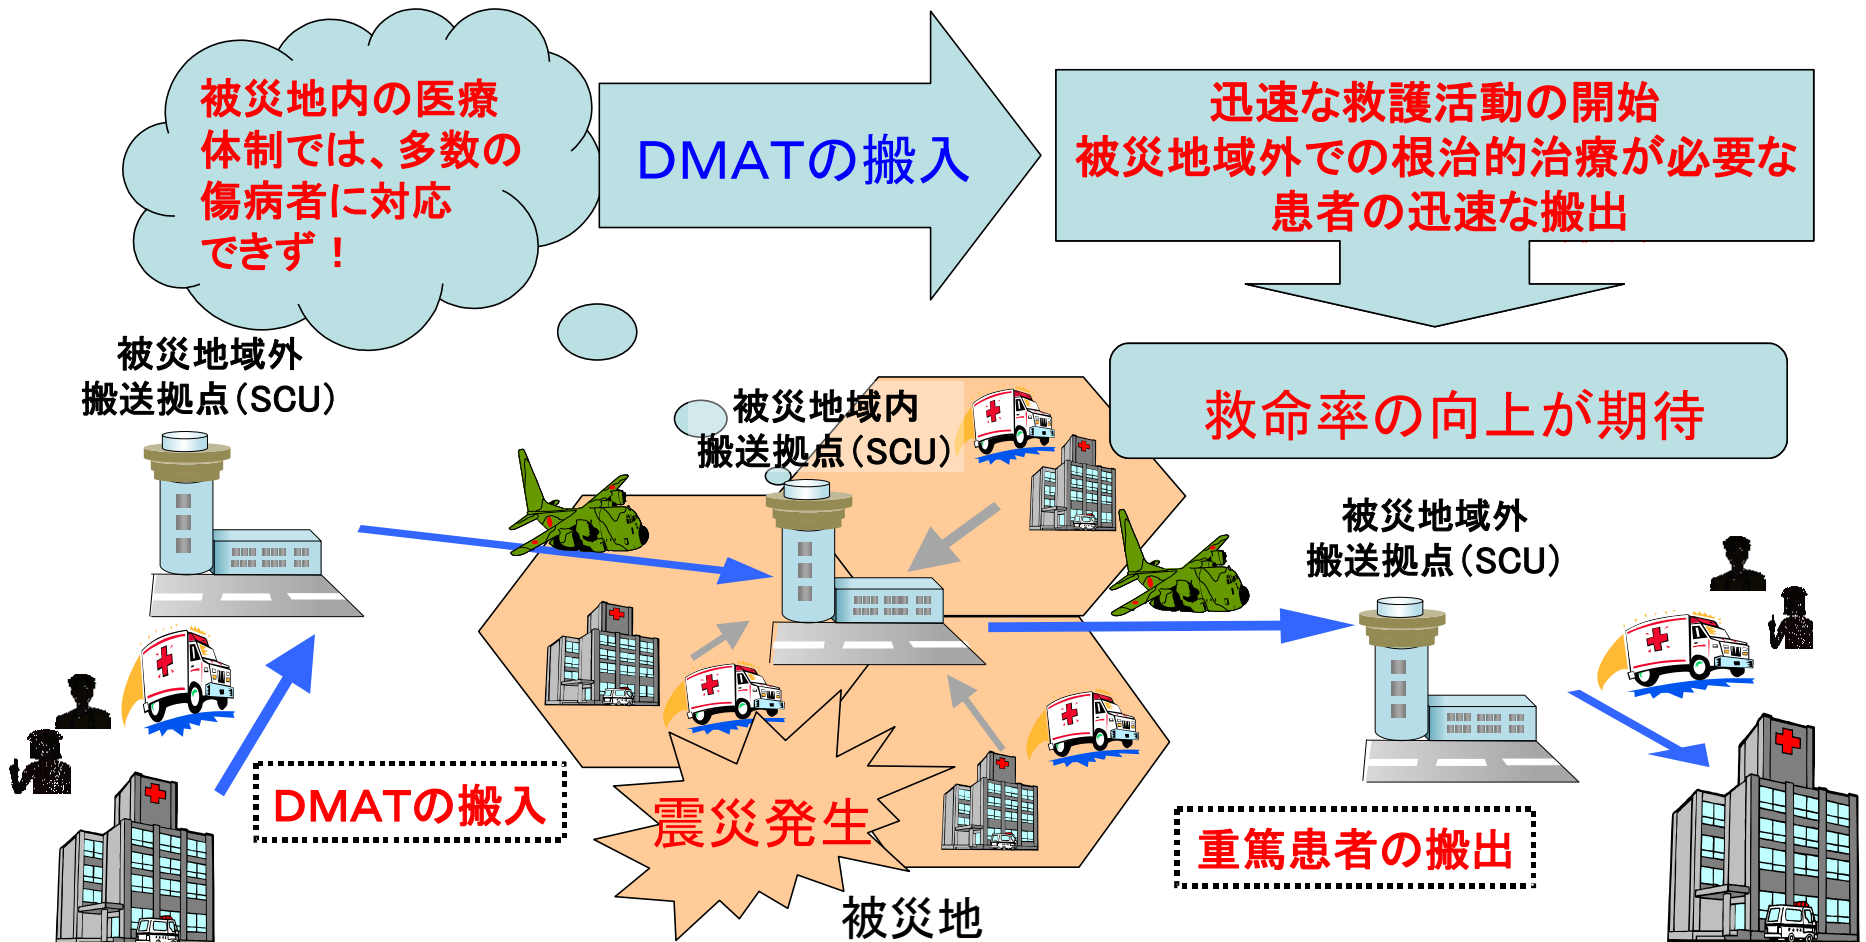 被災地内の医療
体制では、多数の
傷病者に対応
できず！
DMATの搬入
迅速な救護活動の開始
被災地域外での根治的治療が必要な
患者の迅速な搬出
救命率の向上が期待
被災地域外
搬送拠点（SCU）
被災地域内
搬送拠点（SCU）
被災地域外
搬送拠点（SCU）
DMATの搬入
震災発生
重篤患者の搬出
被災地